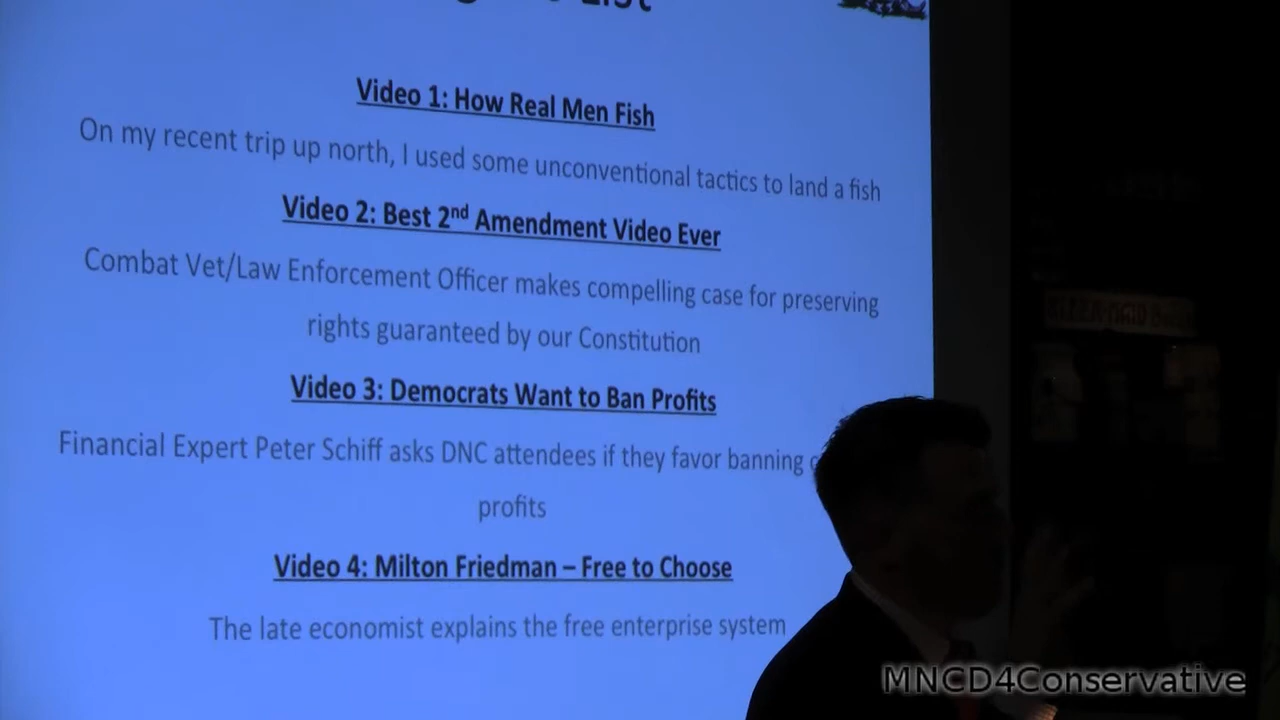 List
Video 1: How Real Men Fish
On my recent trip up north, I used some unconventional tactics to land a fish
Video 2: Best 2nd Amendment Video Ever
Combat Vet/Law Enforcement Officer makes compelling case for preserving
rights guaranteed by our Constitution
Video 3: Democrats Want to Ban Profits
Financial Expert Peter Schiff asks DNC attendees if they favor banning
profits
Video 4: Milton Friedman – Free to Choose
The late economist explains the free enterprise system
MNCD4Conservative